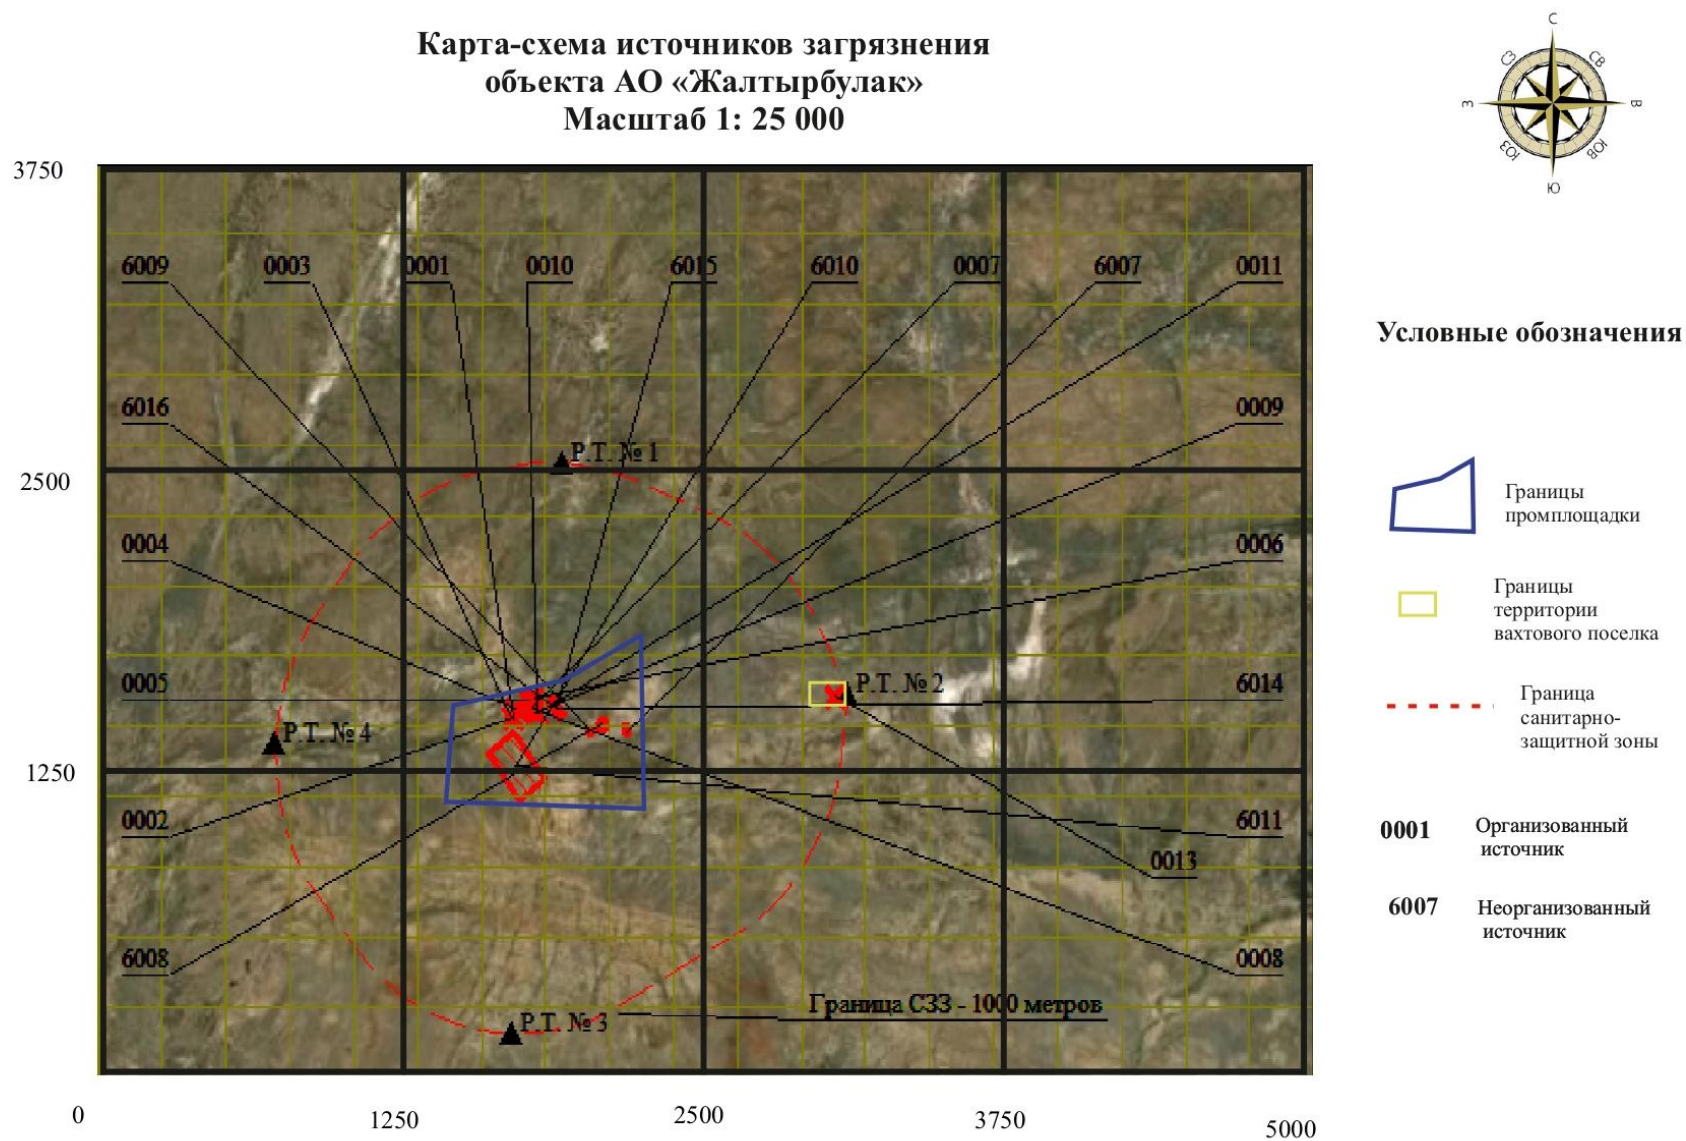 Карта-схема источников загрязнения
объекта АО «Жалтырбулак»
Масштаб 1: 25 000
С
СЗ
СВ
З
В
ЮЗ
ЮВ
Ю
3750
6009
0003
0001
0010
6015
6010
0007
6007
0011
Условные обозначения
6016
0009
Р.Т. № 1
2500
Границы
промплощадки
0004
0006
Границы
территории
вахтового поселка
0005
Р.Т. № 2
6014
Граница
санитарно-
защитной зоны
Р.Т. № 4
1250
0002
6011
0013
0001
Организованный
источник
6007
Неорганизованный
источник
6008
0008
Граница СЗЗ - 1000 метров
Р.Т. № 3
0
1250
2500
3750
5000